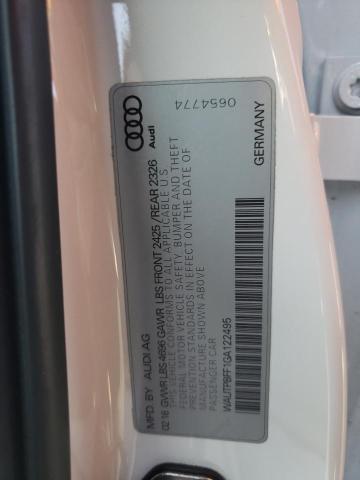 MFD. BY AUDI AG
02 16 GVWR LBS 4696 GAWR LBS FRONT 2425 / REAR 2326
THIS VEHICLE CONFORMS TO ALL APPLICABLE U S
FEDERAL MOTOR VEHICLE SAFETY, BUMPER AND THEFT
PREVENTION STANDARDS IN EFFECT ON THE DATE OF
MANUFACTURE SHOWN ABOVE
PASSENGER CAR
WAUTPBFF1GA122495
GERMANY
Audi
0654774